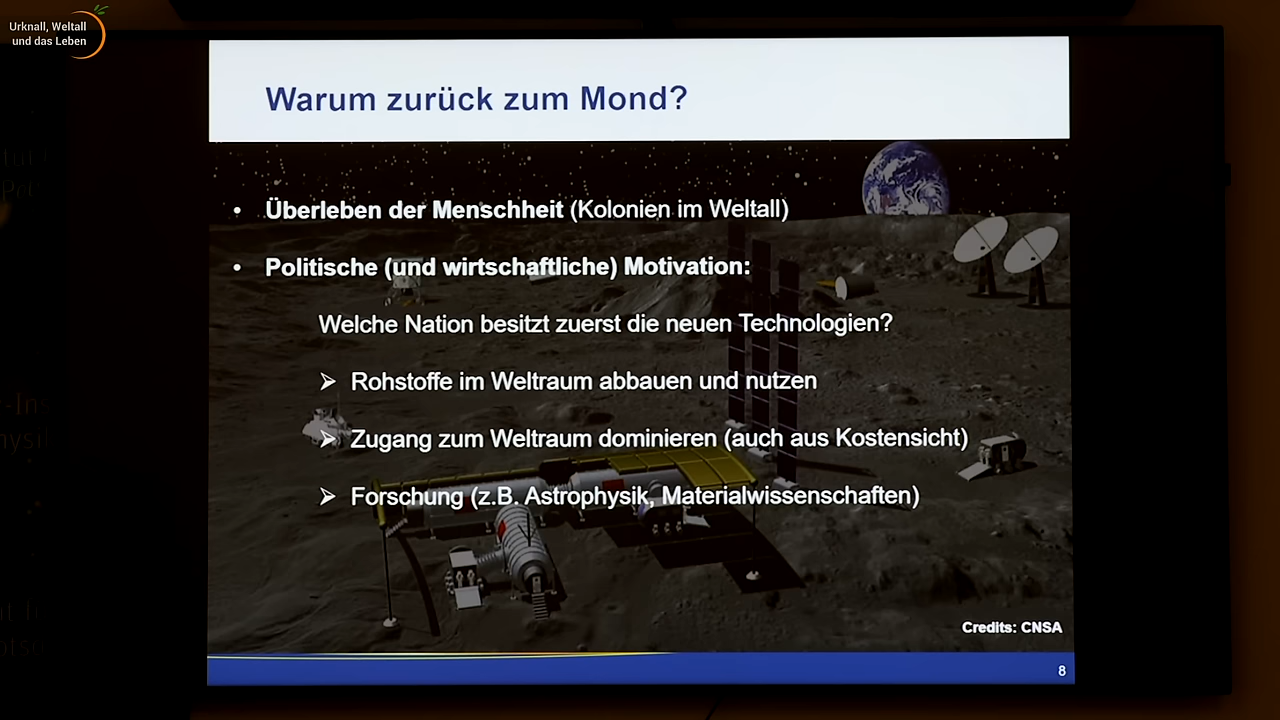 Urknall, Weltall
und das Leben
Warum zurück zum Mond?
• Überleben der Menschheit (Kolonien im Weltall)
• Politische (und wirtschaftliche) Motivation:
Welche Nation besitzt zuerst die neuen Technologien?
➢ Rohstoffe im Weltraum abbauen und nutzen
➢ Zugang zum Weltraum dominieren (auch aus Kostensicht)
➢ Forschung (z.B. Astrophysik, Materialwissenschaften)
Credits: CNSA
8